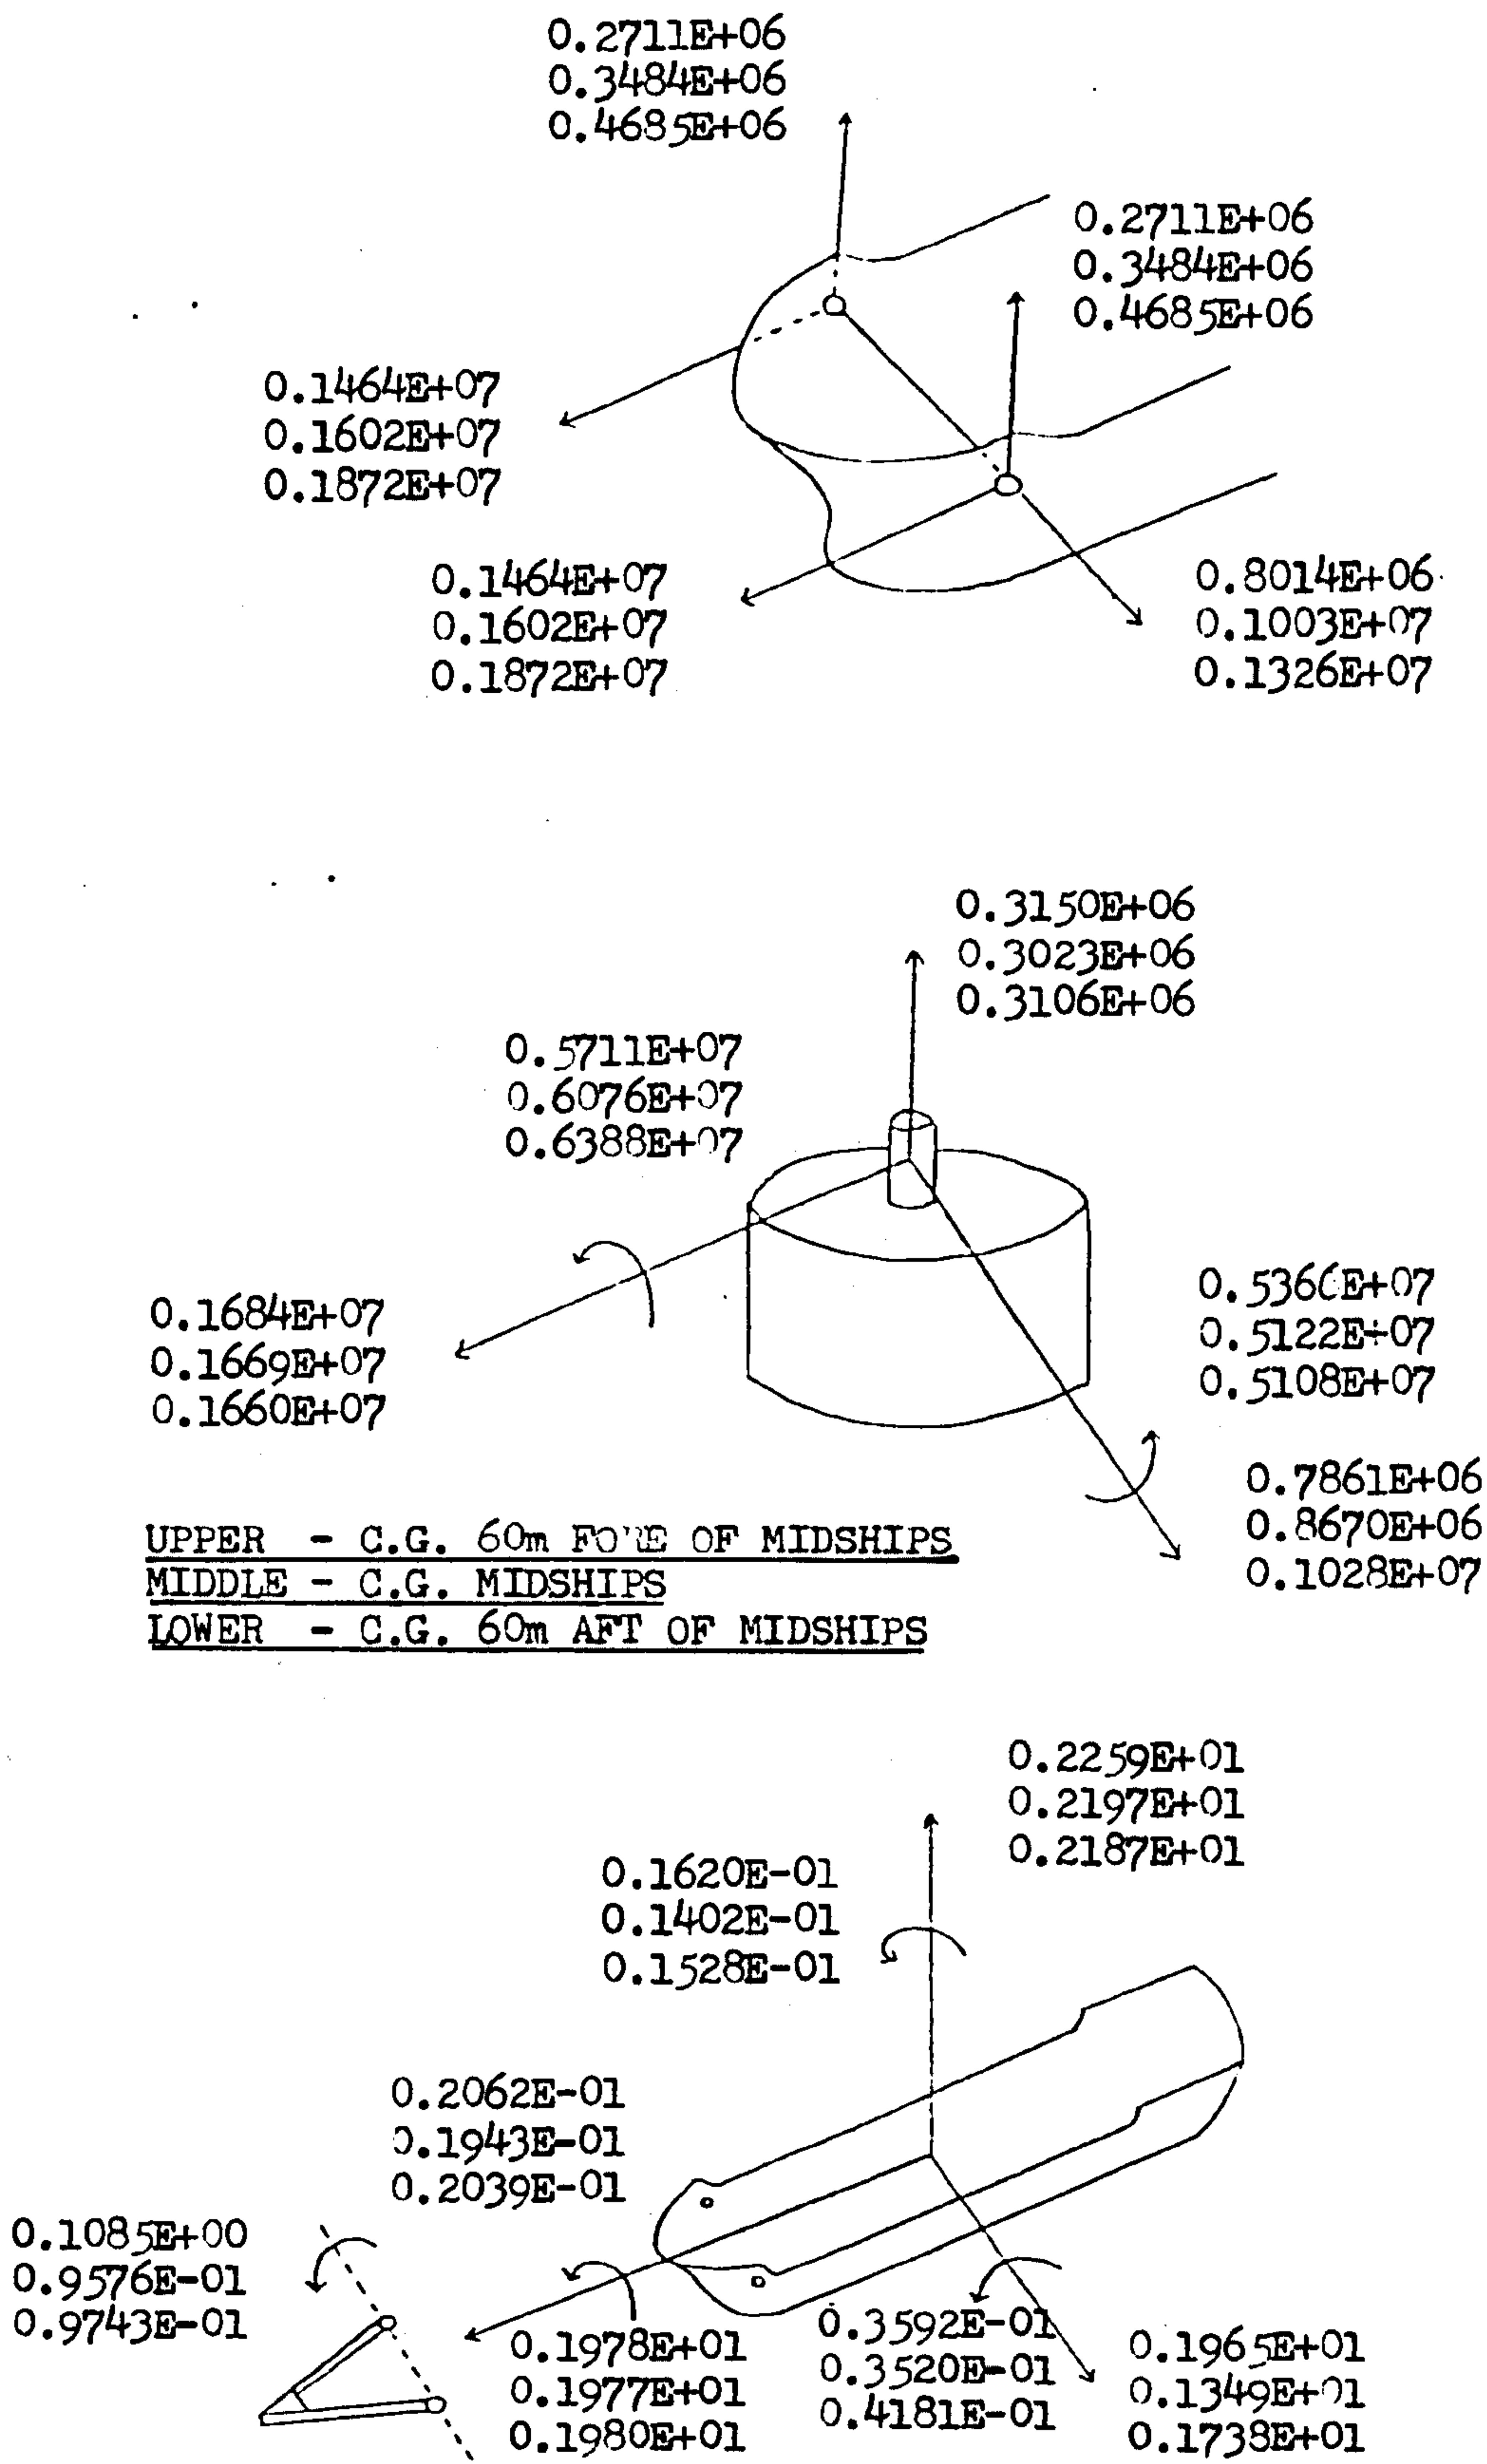 0.2711E+06
0.3484E+06
0.4685E+06
0.2711E+06
0.3484E+06
0.4685E+06
0.1464E+07
0.1602E+07
0.1872E+07
0.1464E+07
0.1602E+07
0.1872E+07
0.8014E+06
0.1003E+07
0.1326E+07
0.3150E+06
0.3023E+06
0.3106E+06
0.5711E+07
0.6076E+07
0.6388E+07
0.1684E+07
0.1669E+07
0.1660E+07
0.5122E+07
0.5108E+07
0.7861E+06
0.8670E+06
0.1028E+07
UPPER - C.G. 60m FORE OF MIDSHIPS
MIDDLE - C.G. MIDSHIPS
LOWER - C.G. 60m AFT OF MIDSHIPS
0.2259E+01
0.2197E+01
0.2187E+01
0.1620E-01
0.1402E-01
0.1528E-01
0.2062E-01
0.1943E-01
0.2039E-01
0.1085E+00
0.9576E-01
0.9743E-01
0.1978E+01
0.1977E+01
0.1980E+01
0.3592E-01
0.3520E-01
0.4181E-01
0.1965E+01
0.1349E+01
0.1738E+01